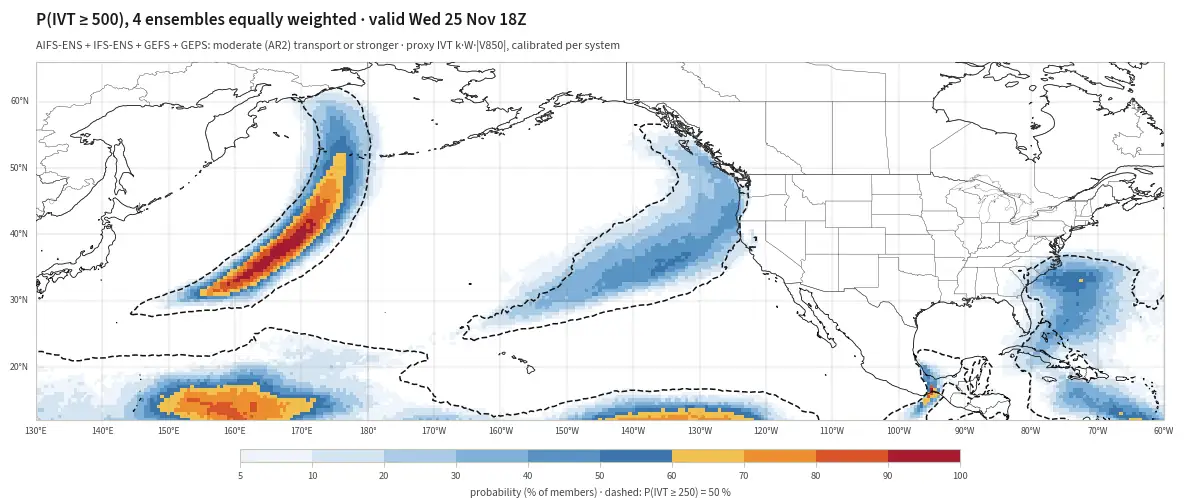 P(IVT ≥ 500), 4 ensembles equally weighted · valid Wed 25 Nov 18Z
AIFS-ENS + IFS-ENS + GEFS + GEPS: moderate (AR2) transport or stronger · proxy IVT k·W·|V850|, calibrated per system
60°N
50°N
40°N
30°N
20°N
130°E 140°E 150°E 160°E 170°E 180° 170°W 160°W 150°W 140°W 130°W 120°W 110°W 100°W 90°W 80°W 70°W 60°W
5 10 20 30 40 50 60 70 80 90 100
probability (% of members) · dashed: P(IVT ≥ 250) = 50 %